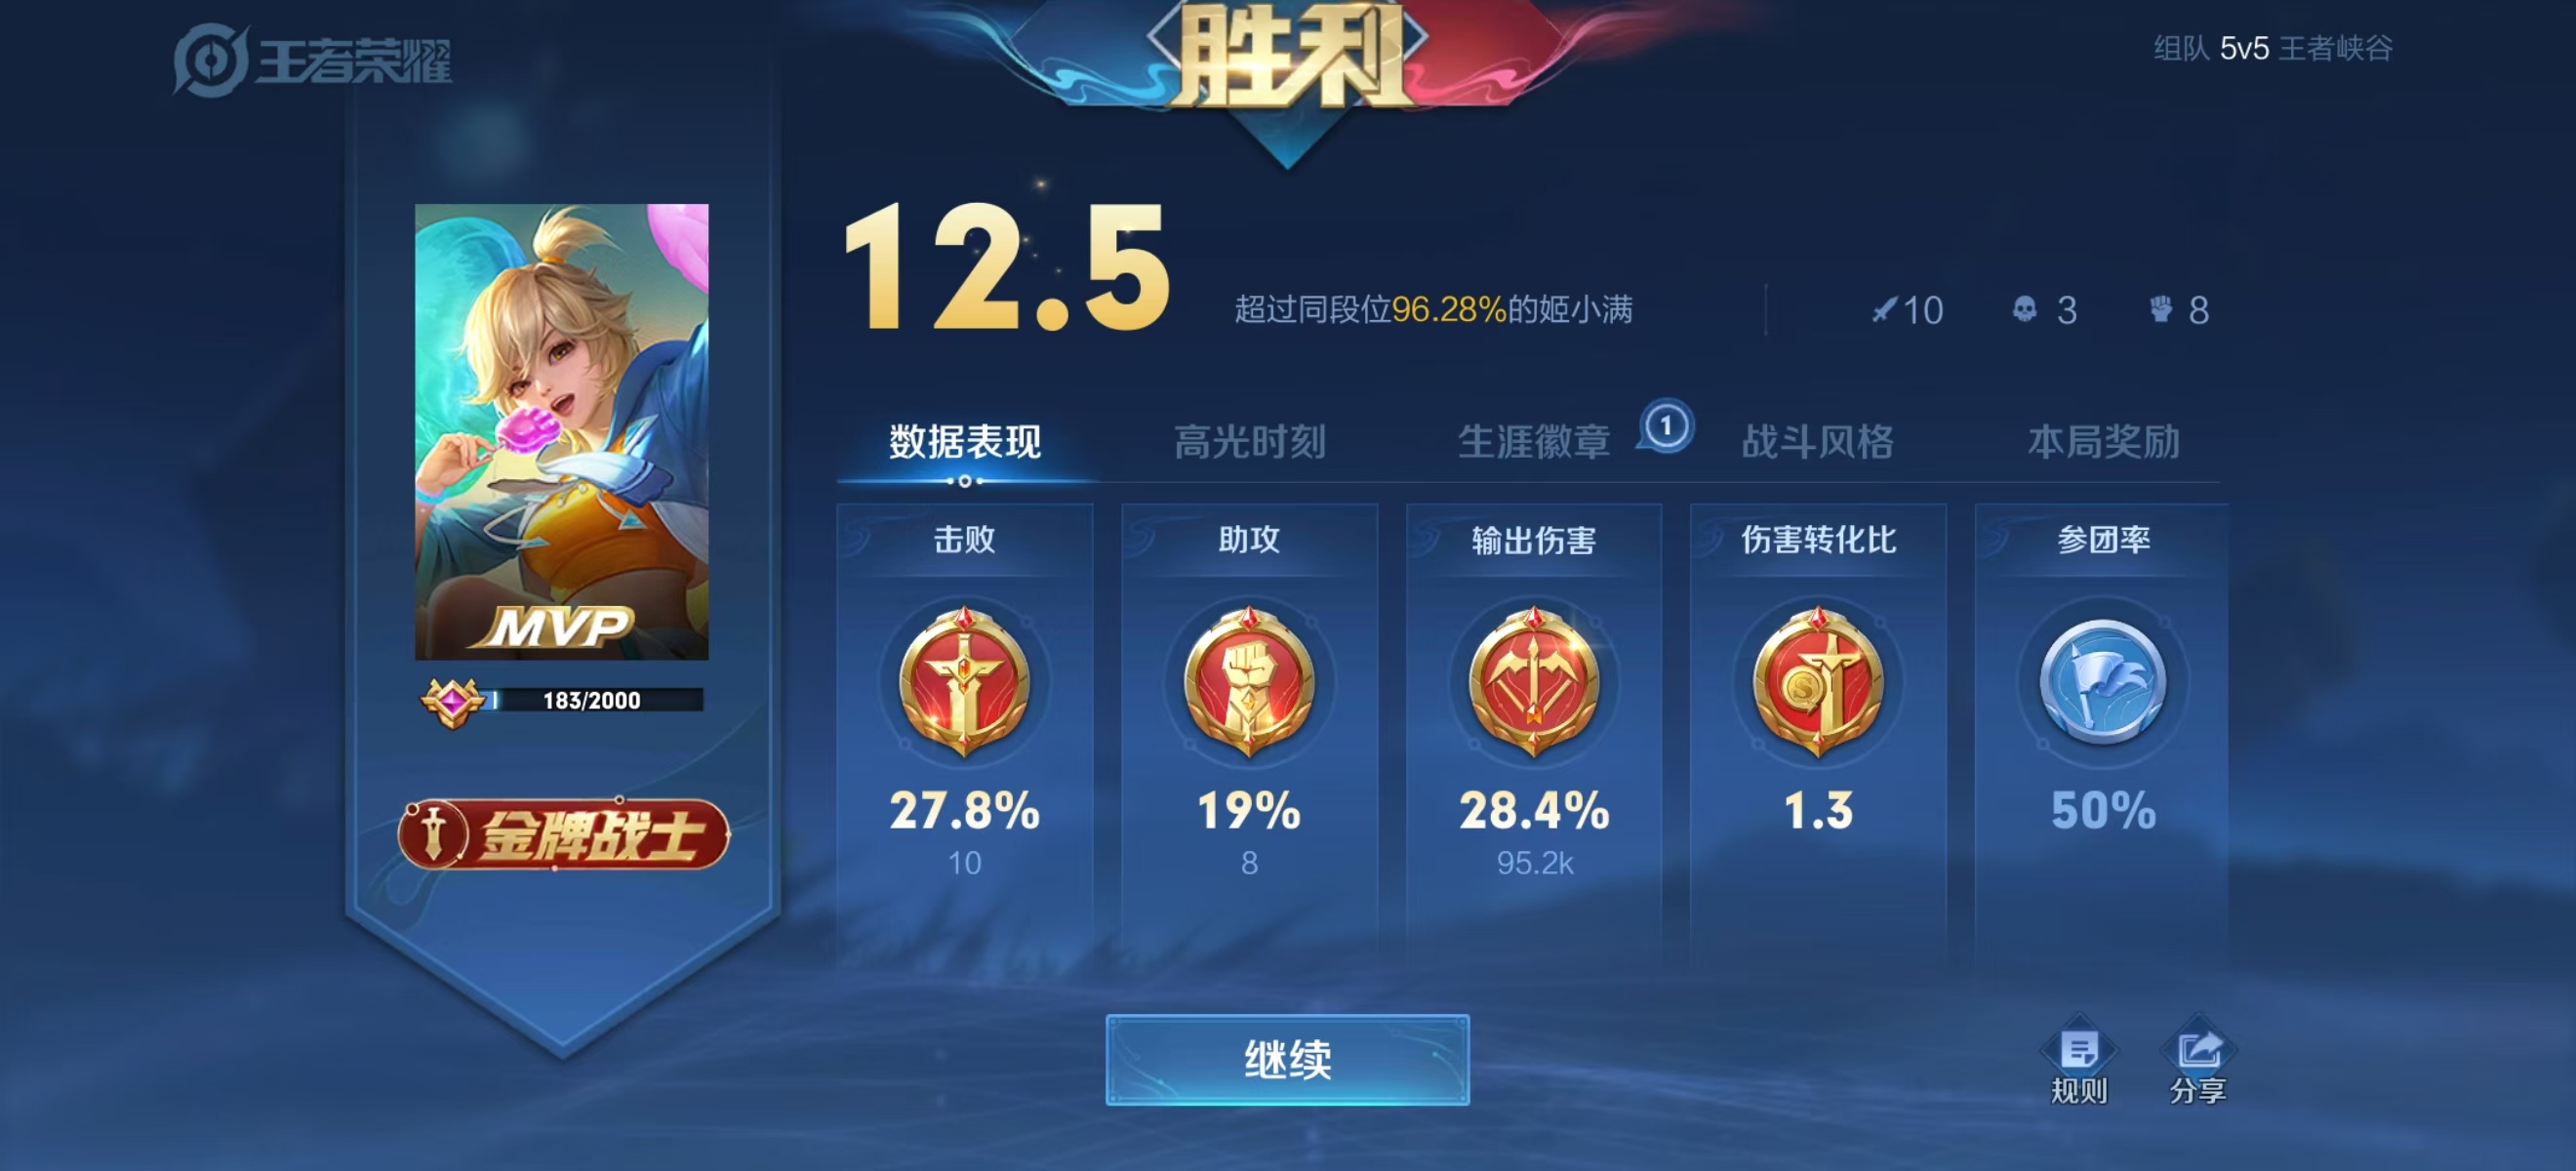 王者荣耀
胜利
组队 5v5 王者峡谷
12.5
超过同段位96.28%的姬小满
10 3 8
MVP
183/2000
金牌战士
数据表现 高光时刻 生涯徽章 1 战斗风格 本局奖励
击败 助攻 输出伤害 伤害转化比 参团率
27.8% 19% 28.4% 1.3 50%
10 8 95.2k
继续
规则 分享